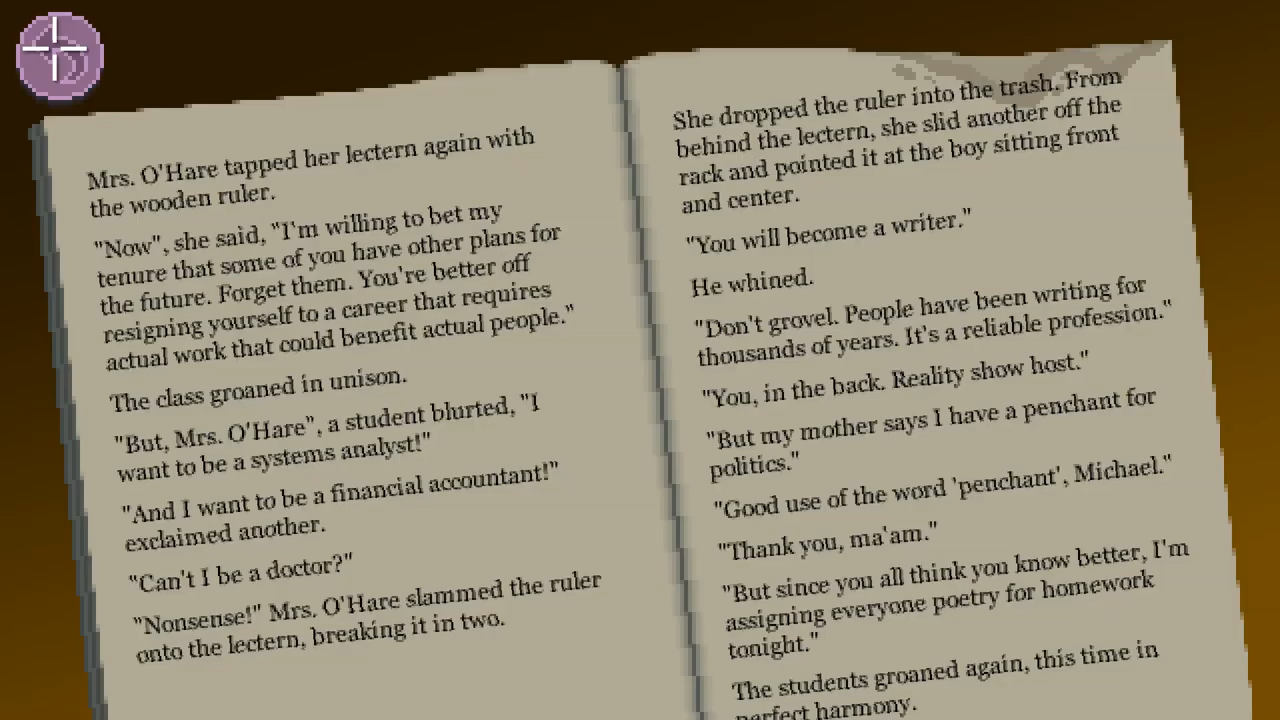 Mrs. O'Hare tapped her lectern again with
the wooden ruler.
"Now", she said, "I'm willing to bet my
tenure that some of you have other plans for
the future. Forget them. You're better off
resigning yourself to a career that requires
actual work that could benefit actual people."
The class groaned in unison.
"But, Mrs. O'Hare", a student blurted, "I
want to be a systems analyst!"
"And I want to be a financial accountant!"
exclaimed another.
"Can't I be a doctor?"
"Nonsense!" Mrs. O'Hare slammed the ruler
onto the lectern, breaking it in two.
She dropped the ruler into the trash. From
behind the lectern, she slid another off the
rack and pointed it at the boy sitting front
and center.
"You will become a writer."
He whined.
"Don't grovel. People have been writing for
thousands of years. It's a reliable profession."
"You, in the back. Reality show host."
"But my mother says I have a penchant for
politics."
"Good use of the word 'penchant', Michael."
"Thank you, ma'am."
"But since you all think you know better, I'm
assigning everyone poetry for homework
tonight."
The students groaned again, this time in
perfect harmony.